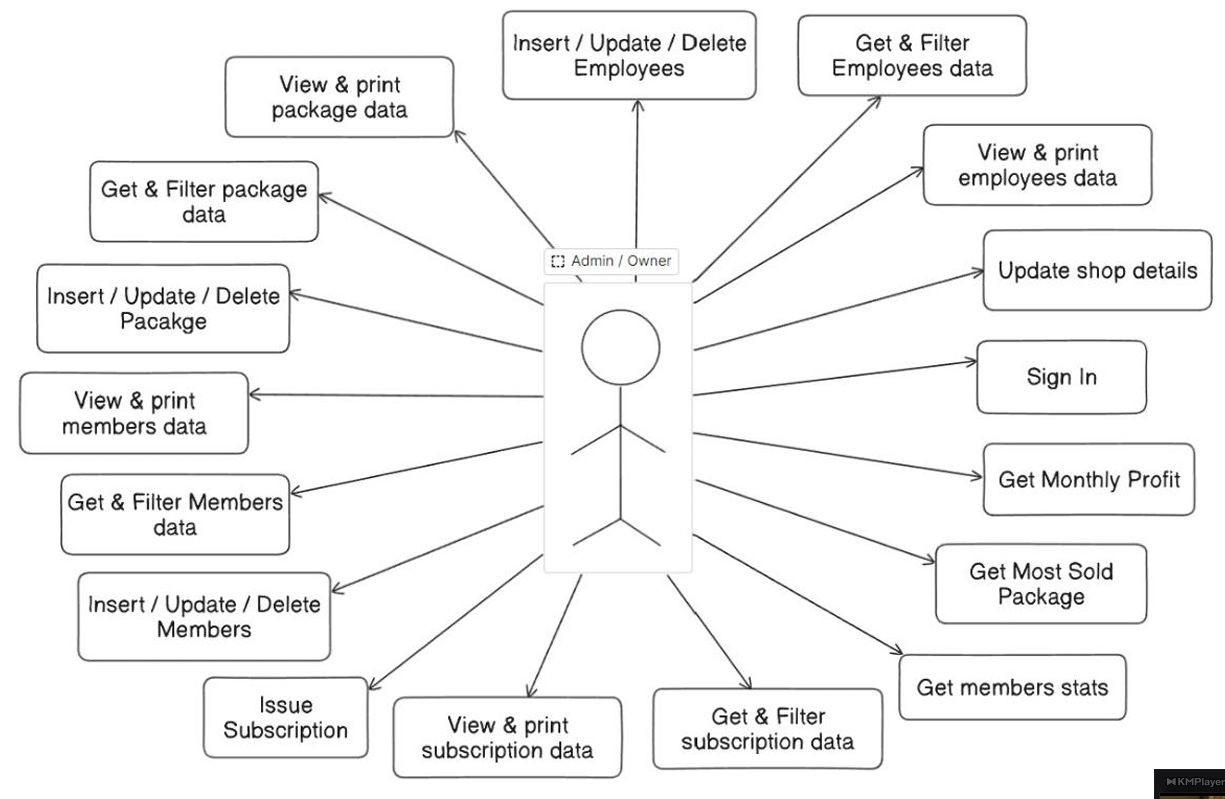 Insert / Update / Delete
Employees
Get & Filter
Employees data
View & print
package data
View & print
employees data
Get & Filter package
data
Update shop details
Admin / Owner
Insert / Update / Delete
Pacakge
Sign In
View & print
members data
Get Monthly Profit
Get & Filter Members
data
Get Most Sold
Package
Insert / Update / Delete
Members
Get members stats
Issue
Subscription
View & print
subscription data
Get & Filter
subscription data
KMPlayer